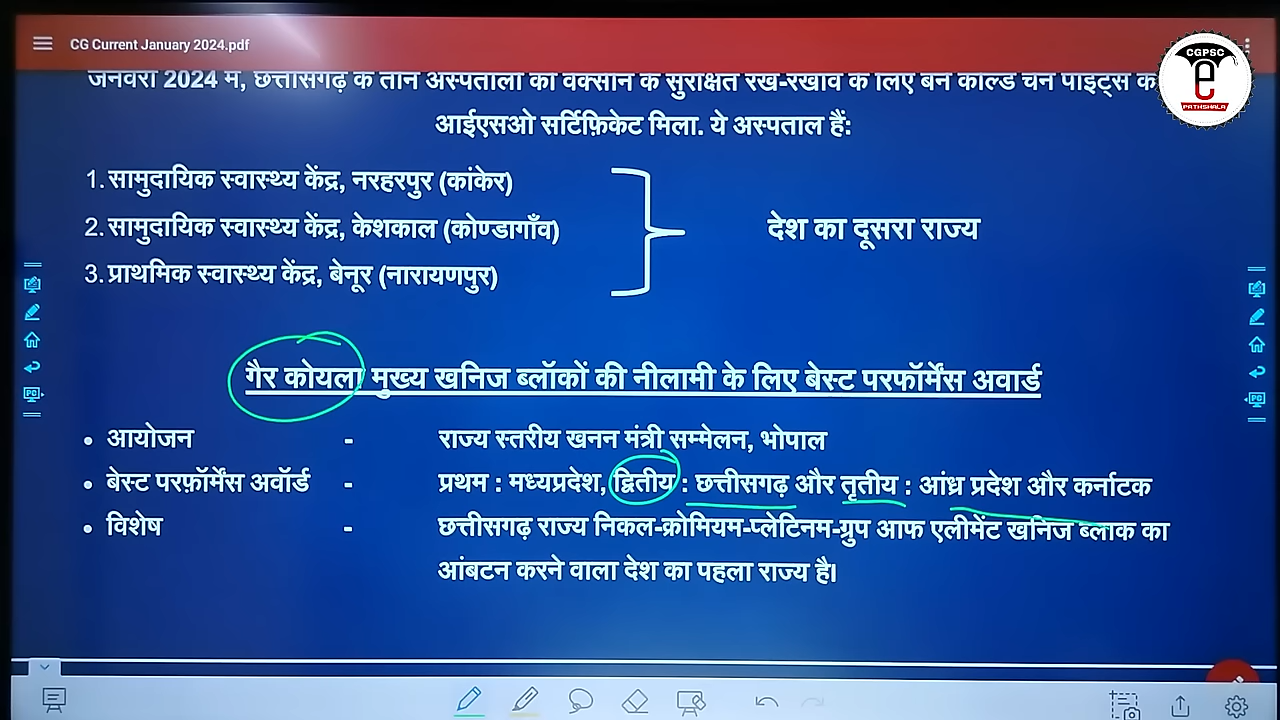 CG Current January 2024.pdf
CGPSC
e
PATHSHALA
जनवरी 2024 में, छत्तीसगढ़ के तीन अस्पतालों को वैक्सीन के सुरक्षित रख-रखाव के लिए बने कोल्ड चेन पॉइंट्स
आईएसओ सर्टिफ़िकेट मिला. ये अस्पताल हैं:
1. सामुदायिक स्वास्थ्य केंद्र, नरहरपुर (कांकेर)
2. सामुदायिक स्वास्थ्य केंद्र, केशकाल (कोण्डागाँव)
3. प्राथमिक स्वास्थ्य केंद्र, बेनूर (नारायणपुर)
देश का दूसरा राज्य
गैर कोयला मुख्य खनिज ब्लॉकों की नीलामी के लिए बेस्ट परफॉर्मेंस अवार्ड
• आयोजन - राज्य स्तरीय खनन मंत्री सम्मेलन, भोपाल
• बेस्ट परफ़ॉर्मेंस अवॉर्ड - प्रथम : मध्यप्रदेश, द्वितीय : छत्तीसगढ़ और तृतीय : आंध्र प्रदेश और कर्नाटक
• विशेष - छत्तीसगढ़ राज्य निकल-क्रोमियम-प्लेटिनम-ग्रुप आफ एलीमेंट खनिज ब्लाक का
आंबटन करने वाला देश का पहला राज्य है।
PC
PC